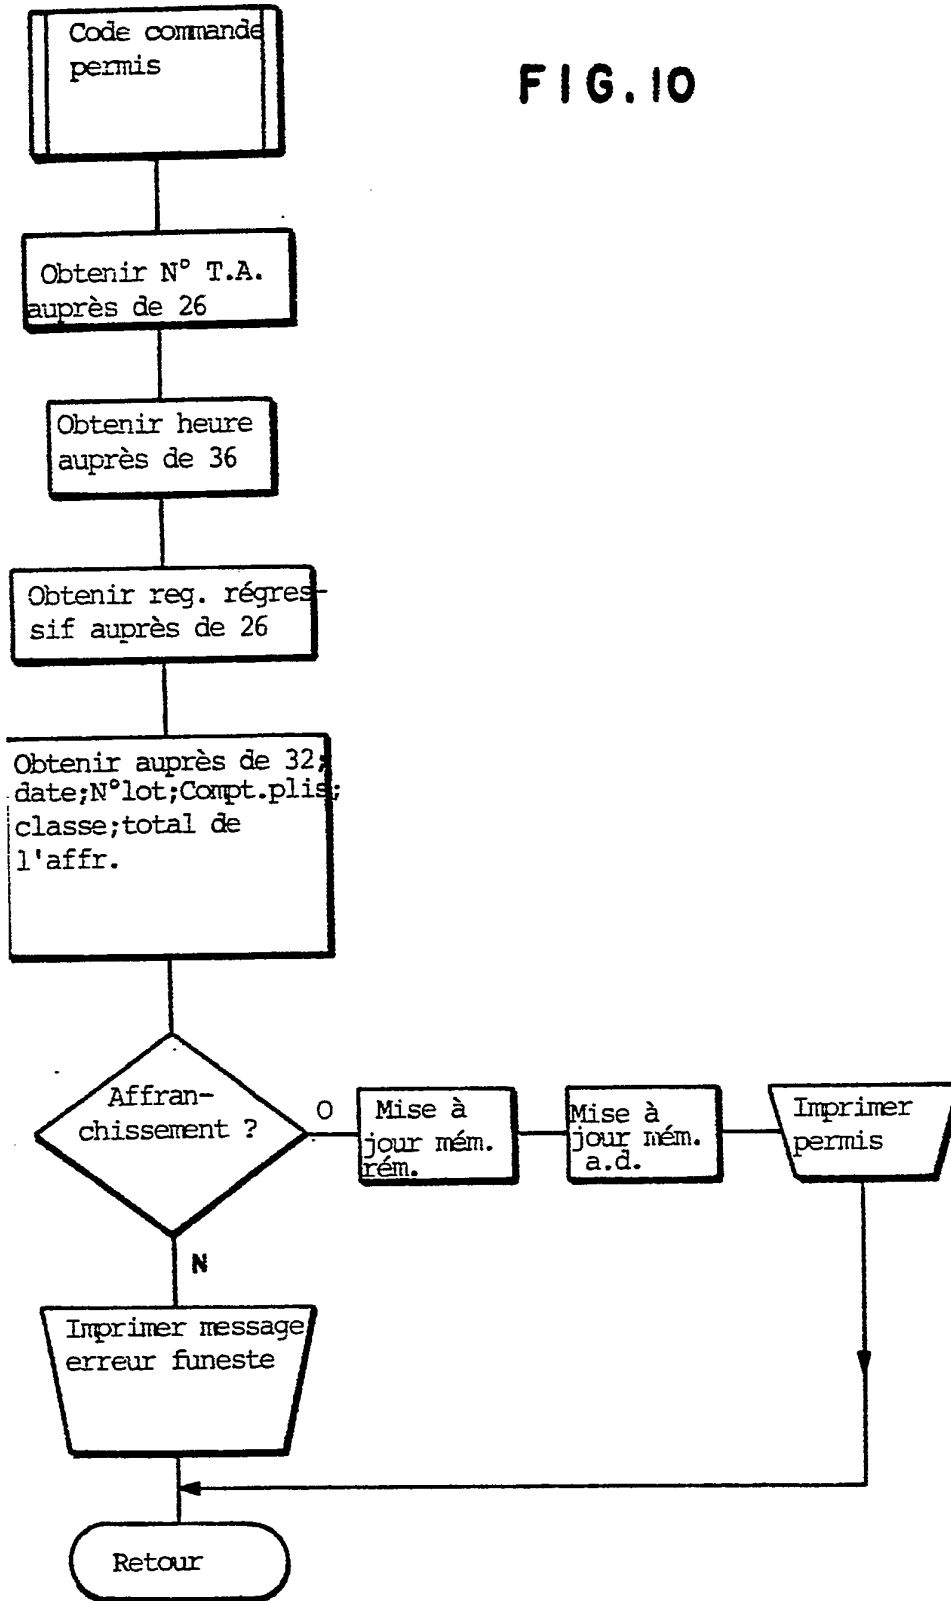 Code commande
permis
FIG.10
Obtenir N° T.A.
auprès de 26
Obtenir heure
auprès de 36
Obtenir reg. régres-
sif auprès de 26
Obtenir auprès de 32;
date;N°lot;Compt.plis;
classe;total de
l'affr.
Affran-
chissement ?
O
Mise à
jour mém.
rém.
Mise à
jour mém.
a.d.
Imprimer
permis
N
Imprimer message
erreur funeste
Retour